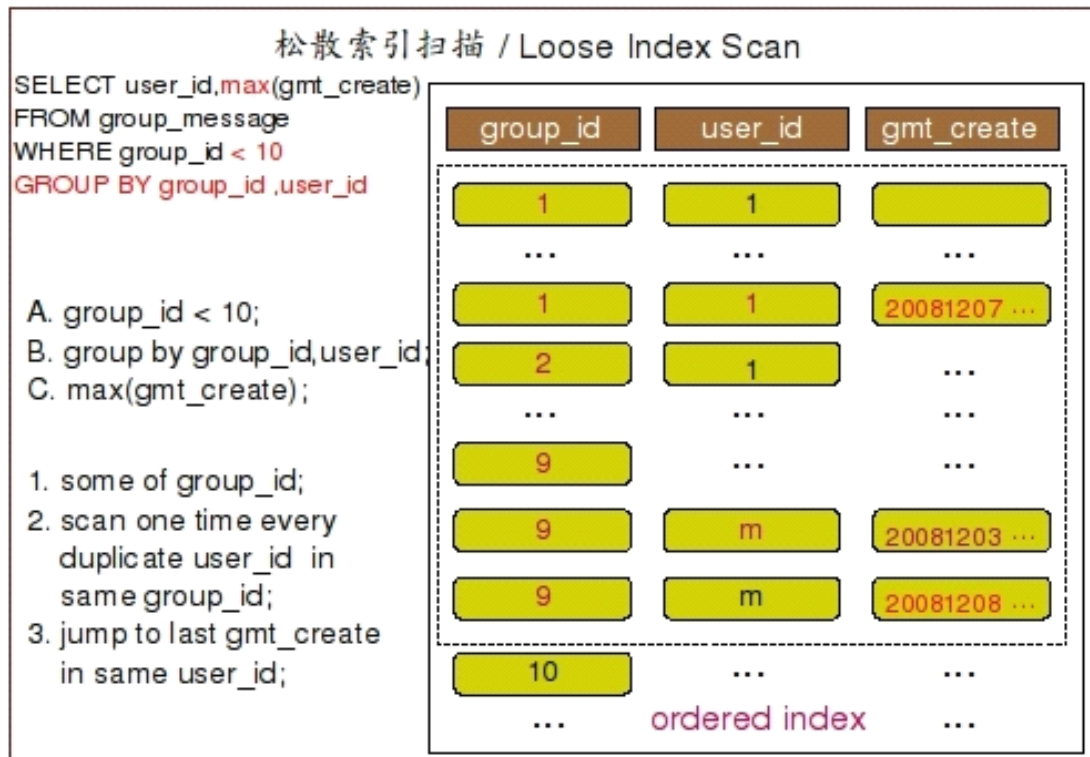 松散索引扫描 / Loose Index Scan
SELECT user_id,max(gmt_create)
FROM group_message
WHERE group_id < 10
GROUP BY group_id ,user_id
A. group_id < 10;
B. group by group_id,user_id;
C. max(gmt_create);
1. some of group_id;
2. scan one time every
duplicate user_id in
same group_id;
3. jump to last gmt_create
in same user_id;
group_id user_id gmt_create
1 1
... ... ...
1 1 20081207 ...
2 1 ...
... ... ...
9 ... ...
9 m 20081203 ...
9 m 20081208 ...
10 ... ...
... ordered index ...